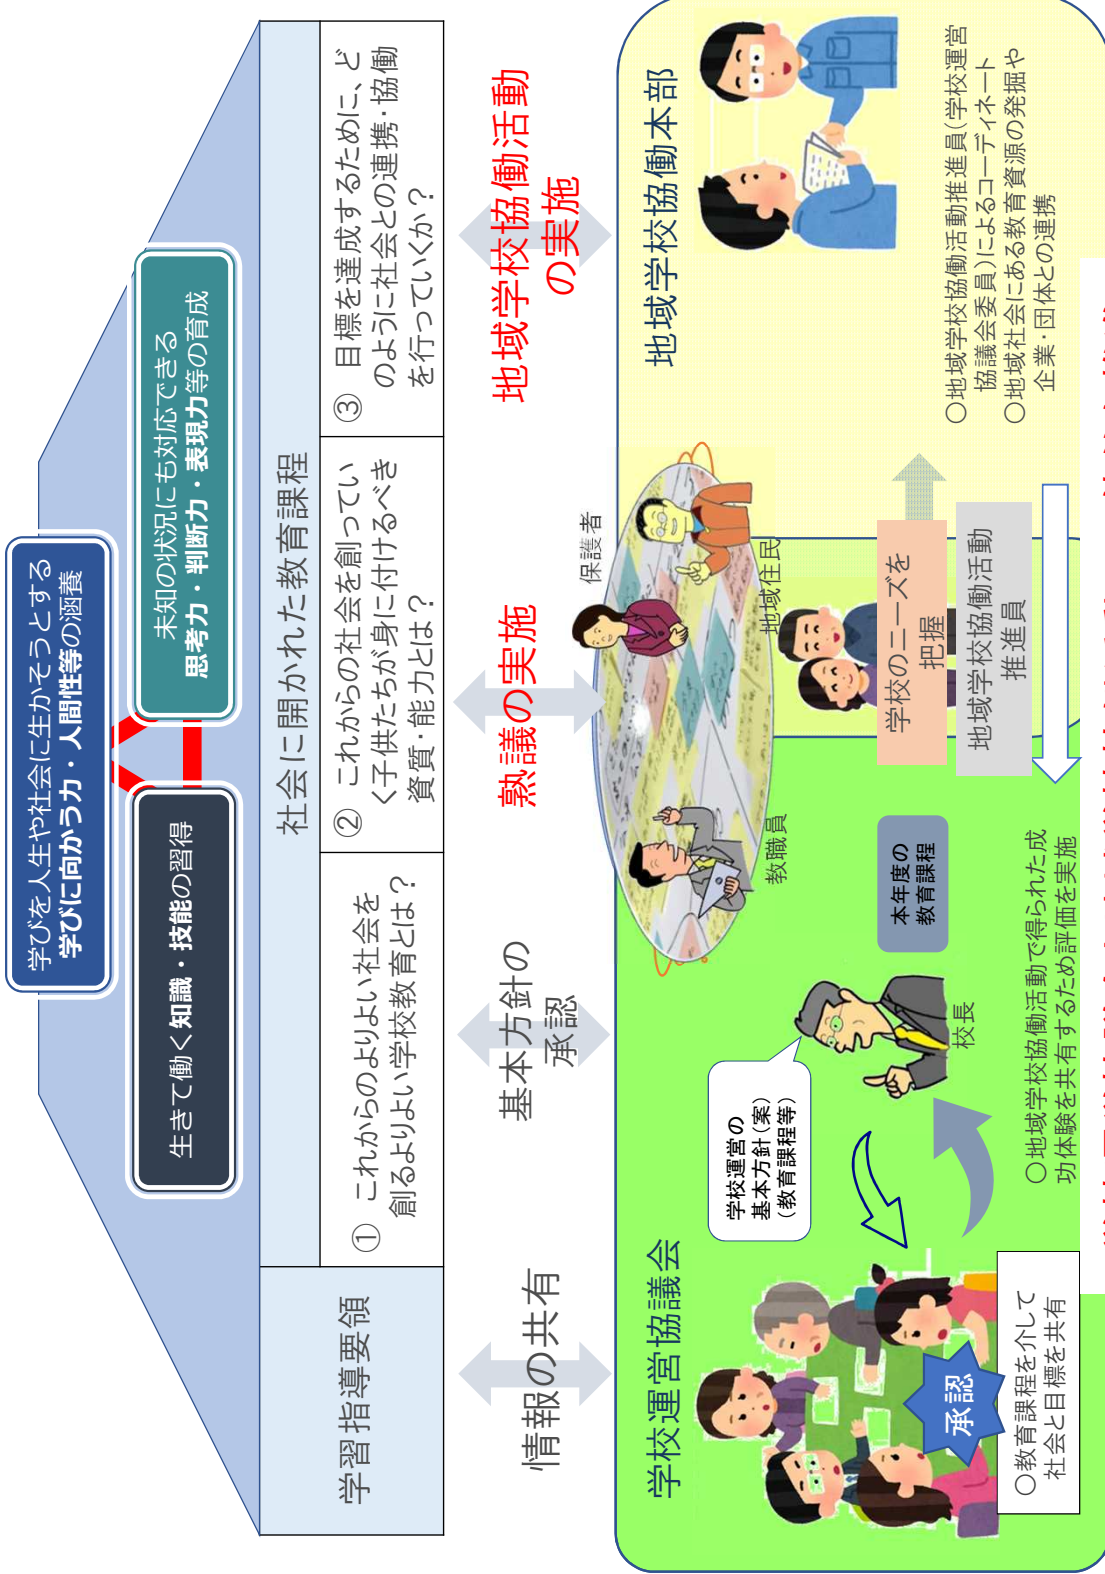 学びを人生や社会に生かそうとする
学びに向かう力・人間性等の涵養
生きて働く知識・技能の習得
未知の状況にも対応できる
思考力・判断力・表現力等の育成
学習指導要領
社会に開かれた教育課程
① これからのよりよい社会を
創るよりよい学校教育とは？
② これからの社会を創ってい
く子供たちが身に付けるべき
資質・能力とは？
③ 目標を達成するために、ど
のように社会との連携・協働
を行っていくか？
情報の共有
基本方針の
承認
熟議の実施
地域学校協働活動
の実施
学校運営協議会
学校運営の
基本方針（案）
（教育課程等）
承認
○教育課程を介して
社会と目標を共有
校長
本年度の
教育課程
○地域学校協働活動で得られた成
功体験を共有するため評価を実施
教職員
保護者
地域住民
学校のニーズを
把握
地域学校協働活動
推進員
地域学校協働本部
○地域学校協働活動推進員（学校運営
協議会委員）によるコーディネート
○地域社会にある教育資源の発掘や
企業・団体との連携